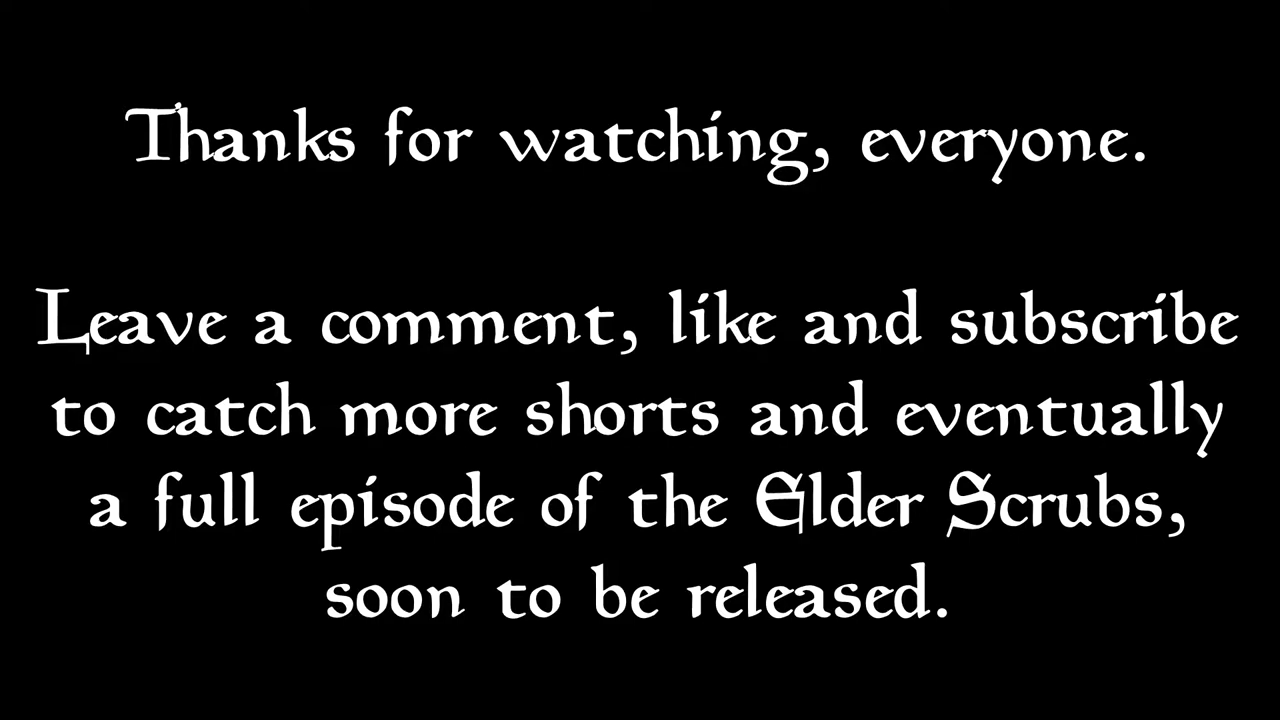 Thanks for watching, everyone.
Leave a comment, like and subscribe
to catch more shorts and eventually
a full episode of the Elder Scrubs,
soon to be released.